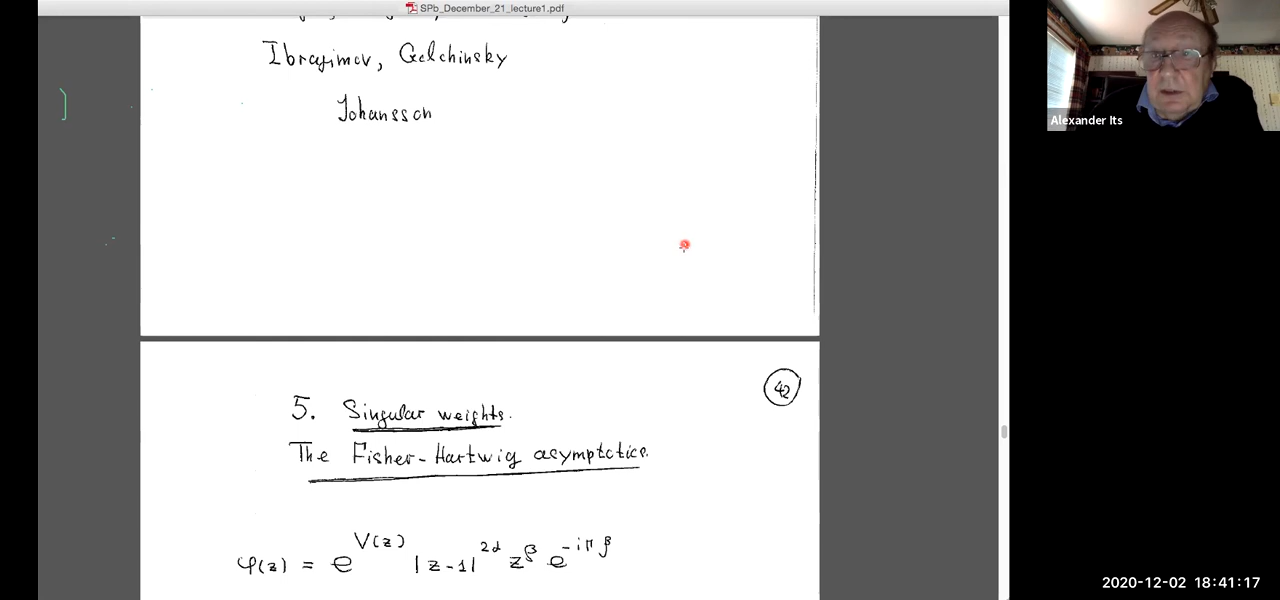 SPb_December_21_lecture1.pdf
Ibragimov, Golchinsky
Johansson
42
5. Singular weights.
The Fisher-Hartwig asymptotics.
φ(z) = e^{V(z)} |z-1|^{2α} z^β e^{-iπβ}
Alexander Its
2020-12-02 18:41:17